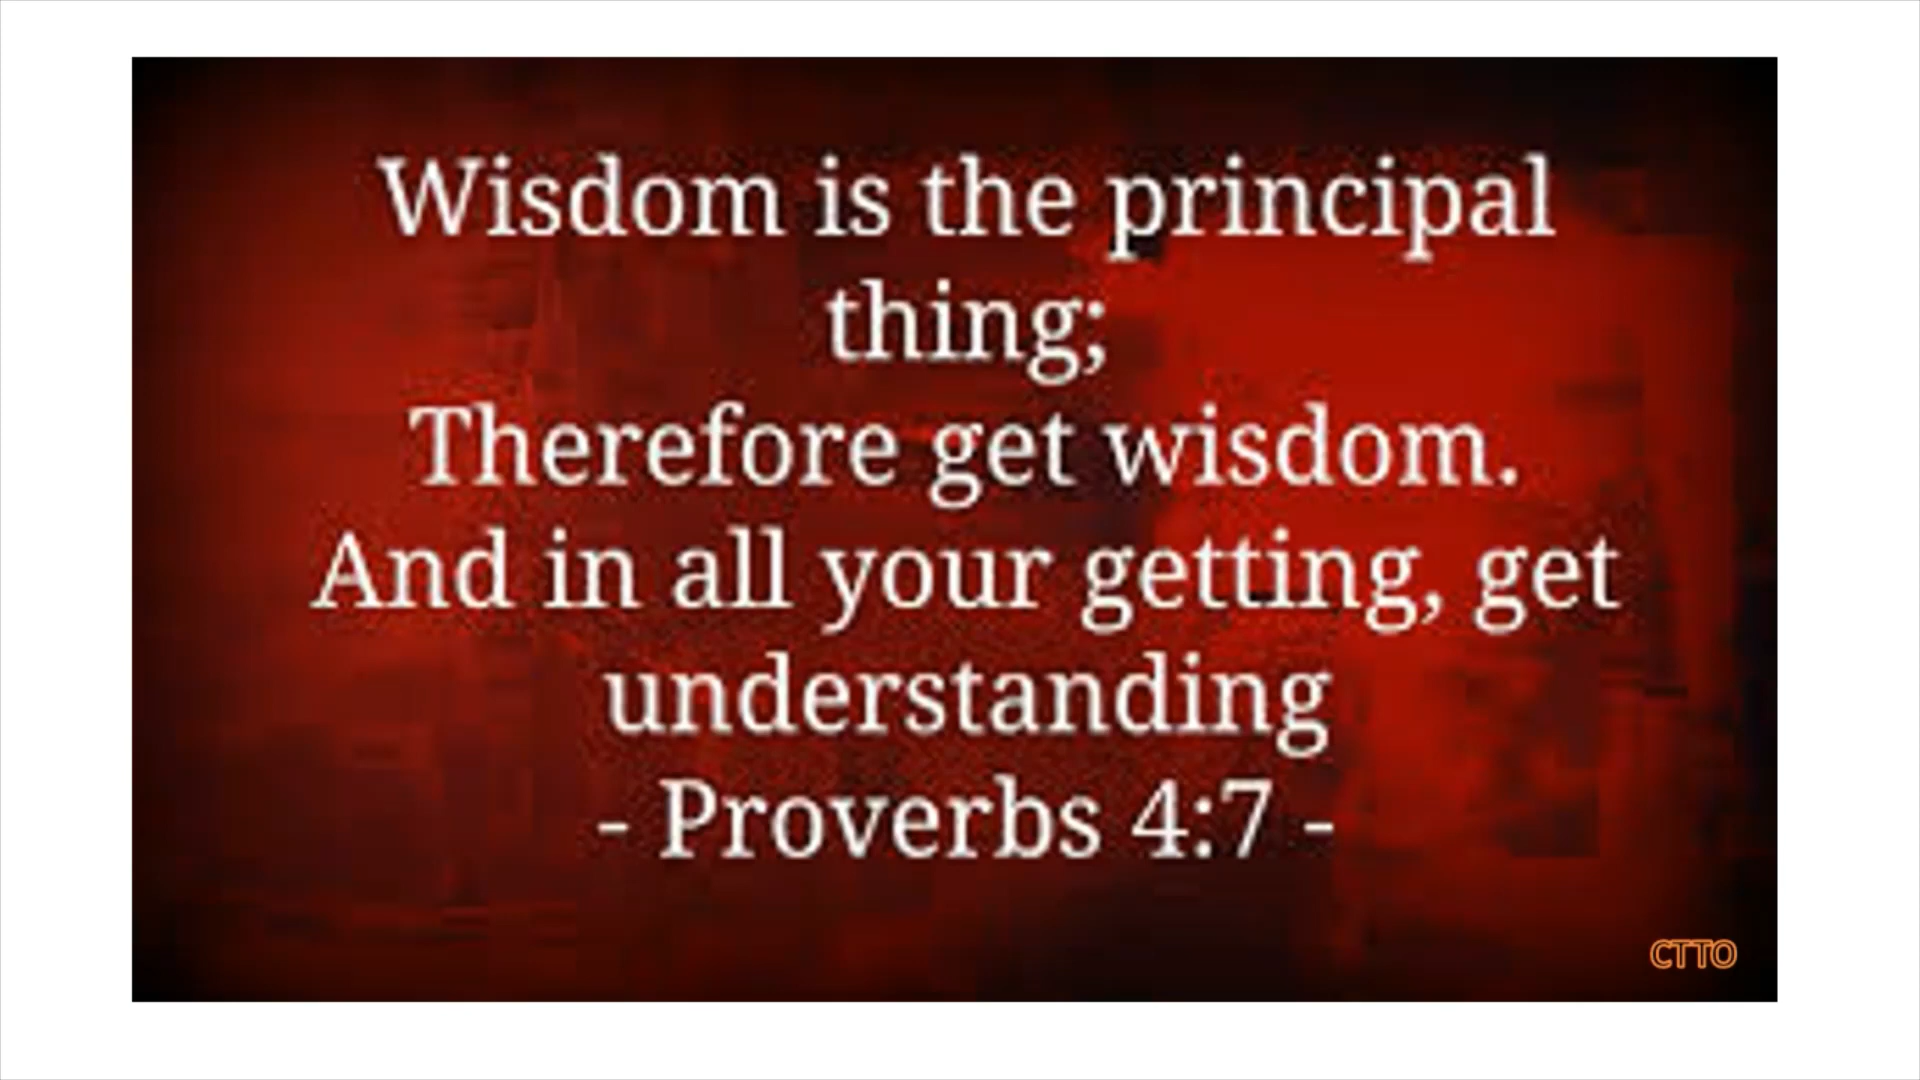 Wisdom is the principal
thing;
Therefore get wisdom.
And in all your getting, get
understanding
- Proverbs 4:7 -
CTTO